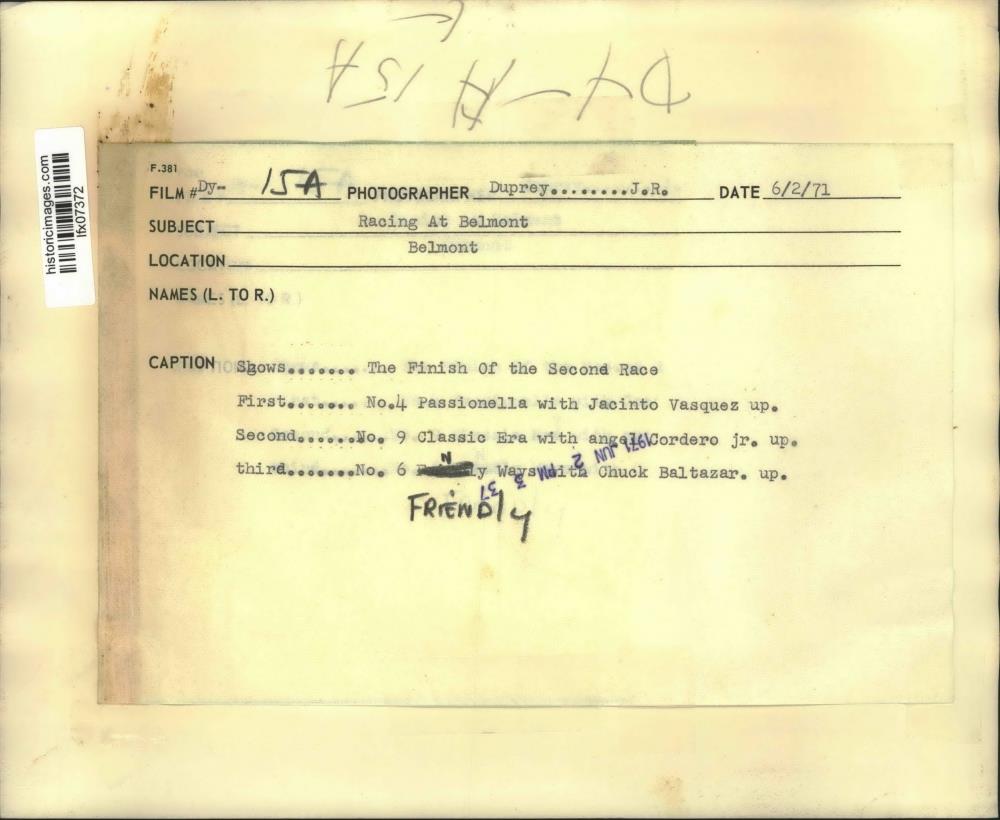 DY-A 15A
historicimages.com
lfx07372
F.381
FILM # Dy-- 15A PHOTOGRAPHER Duprey........J.R. DATE 6/2/71
SUBJECT Racing At Belmont
LOCATION Belmont
NAMES (L. TO R.)
CAPTION Shows....... The Finish Of the Second Race
First....... No.4 Passionella with Jacinto Vasquez up.
Second......No. 9 Classic Era with angel Cordero jr. up.
N
third.......No. 6 ly Ways with Chuck Baltazar. up.
FRIENDly
1971 JUN 2 PM 3 37